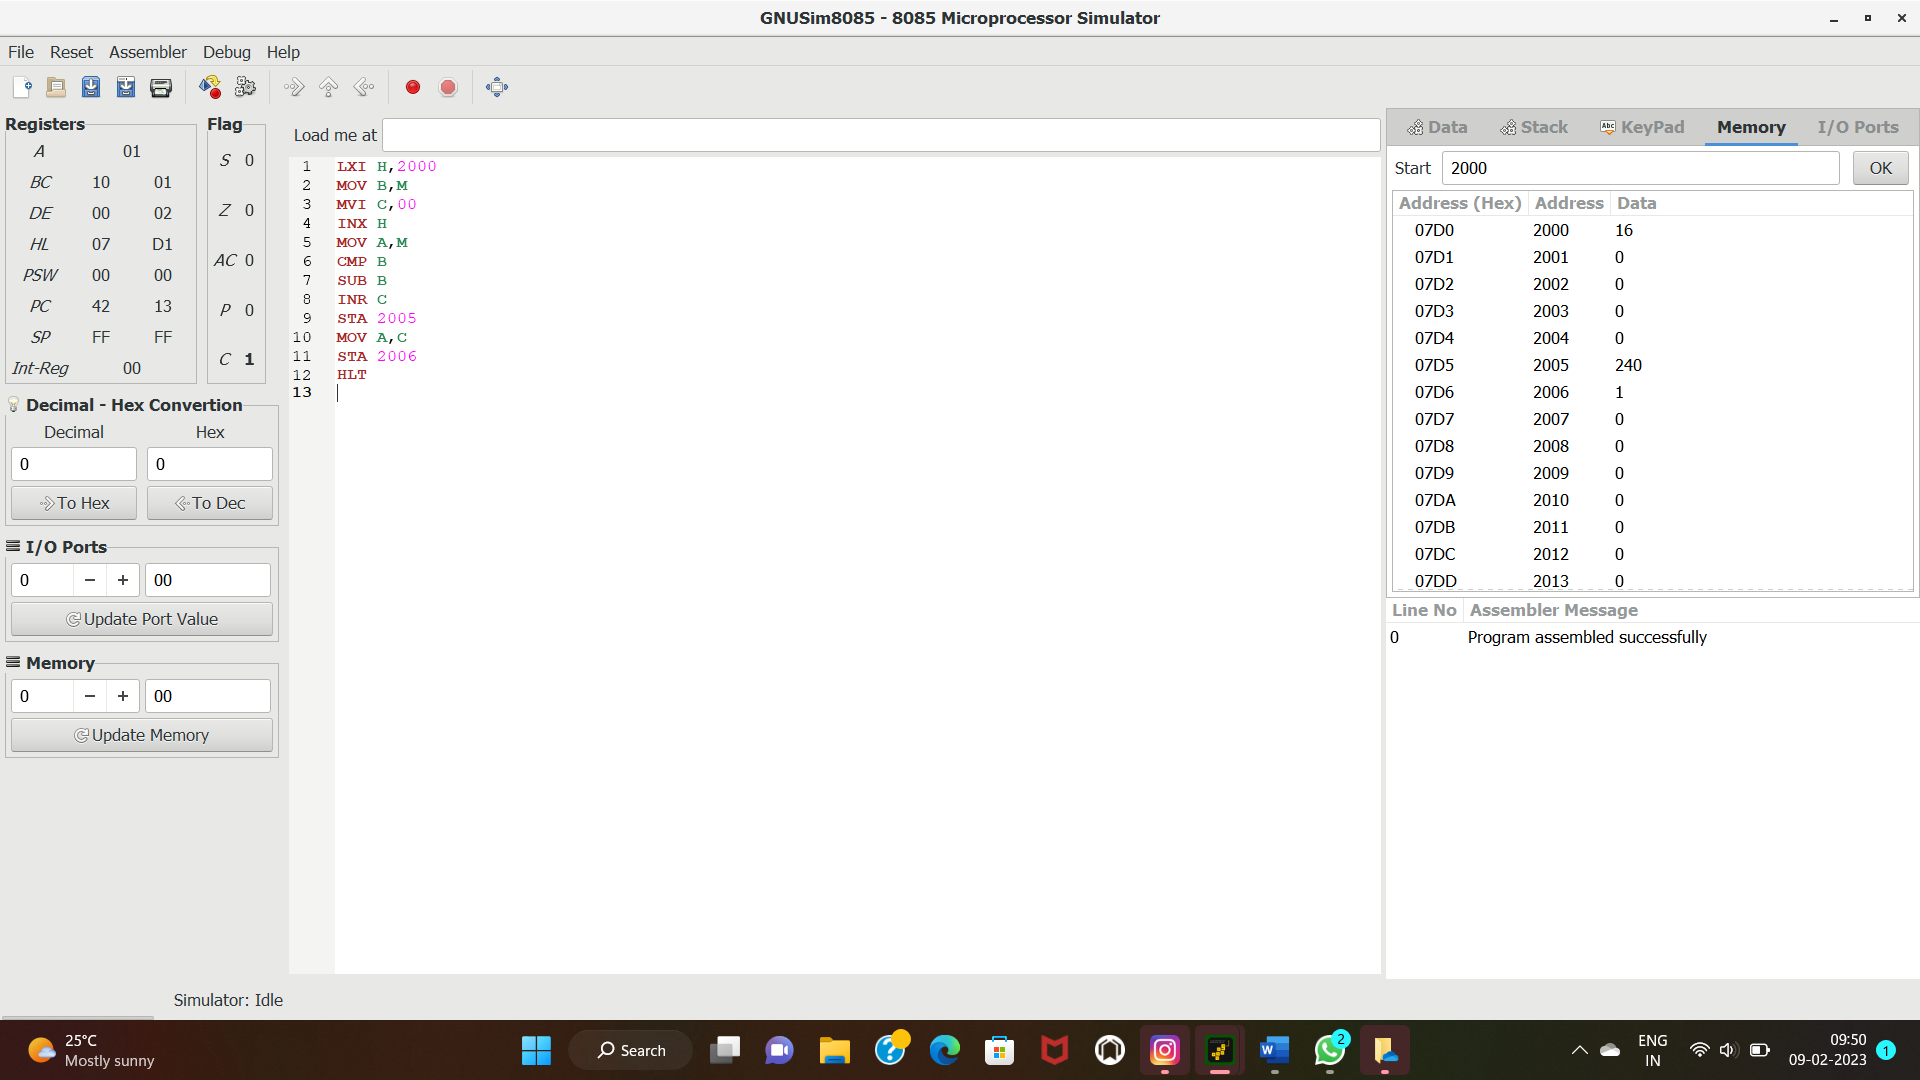 GNUSim8085 - 8085 Microprocessor Simulator
File Reset Assembler Debug Help
Registers
A 01
BC 10 01
DE 00 02
HL 07 D1
PSW 00 00
PC 42 13
SP FF FF
Int-Reg 00
Flag
S 0
Z 0
AC 0
P 0
C 1
Decimal - Hex Convertion
Decimal Hex
0 0
To Hex To Dec
I/O Ports
0 − + 00
Update Port Value
Memory
0 − + 00
Update Memory
Load me at
1 LXI H,2000
2 MOV B,M
3 MVI C,00
4 INX H
5 MOV A,M
6 CMP B
7 SUB B
8 INR C
9 STA 2005
10 MOV A,C
11 STA 2006
12 HLT
13
Data Stack Abc KeyPad Memory I/O Ports
Start 2000 OK
Address (Hex) Address Data
07D0 2000 16
07D1 2001 0
07D2 2002 0
07D3 2003 0
07D4 2004 0
07D5 2005 240
07D6 2006 1
07D7 2007 0
07D8 2008 0
07D9 2009 0
07DA 2010 0
07DB 2011 0
07DC 2012 0
07DD 2013 0
Line No Assembler Message
0 Program assembled successfully
Simulator: Idle
25°C
Mostly sunny
Search
2
ENG
IN
09:50
09-02-2023
1